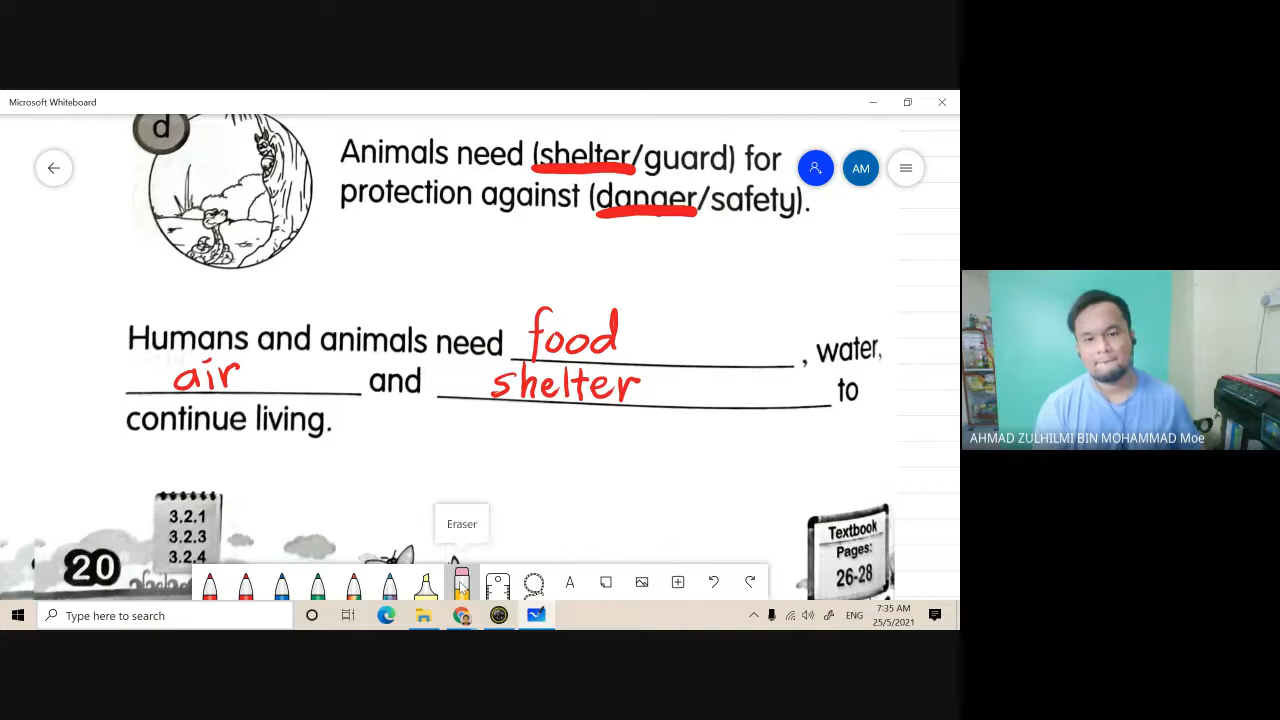 Microsoft Whiteboard
d
Animals need (shelter/guard) for
protection against (danger/safety).
AM
Humans and animals need food, water,
air and shelter to
continue living.
AHMAD ZULHILMI BIN MOHAMMAD Moe
3.2.1
3.2.3
3.2.4
20
Eraser
Textbook
Pages:
26-28
A
Type here to search
ENG
7:35 AM
25/5/2021